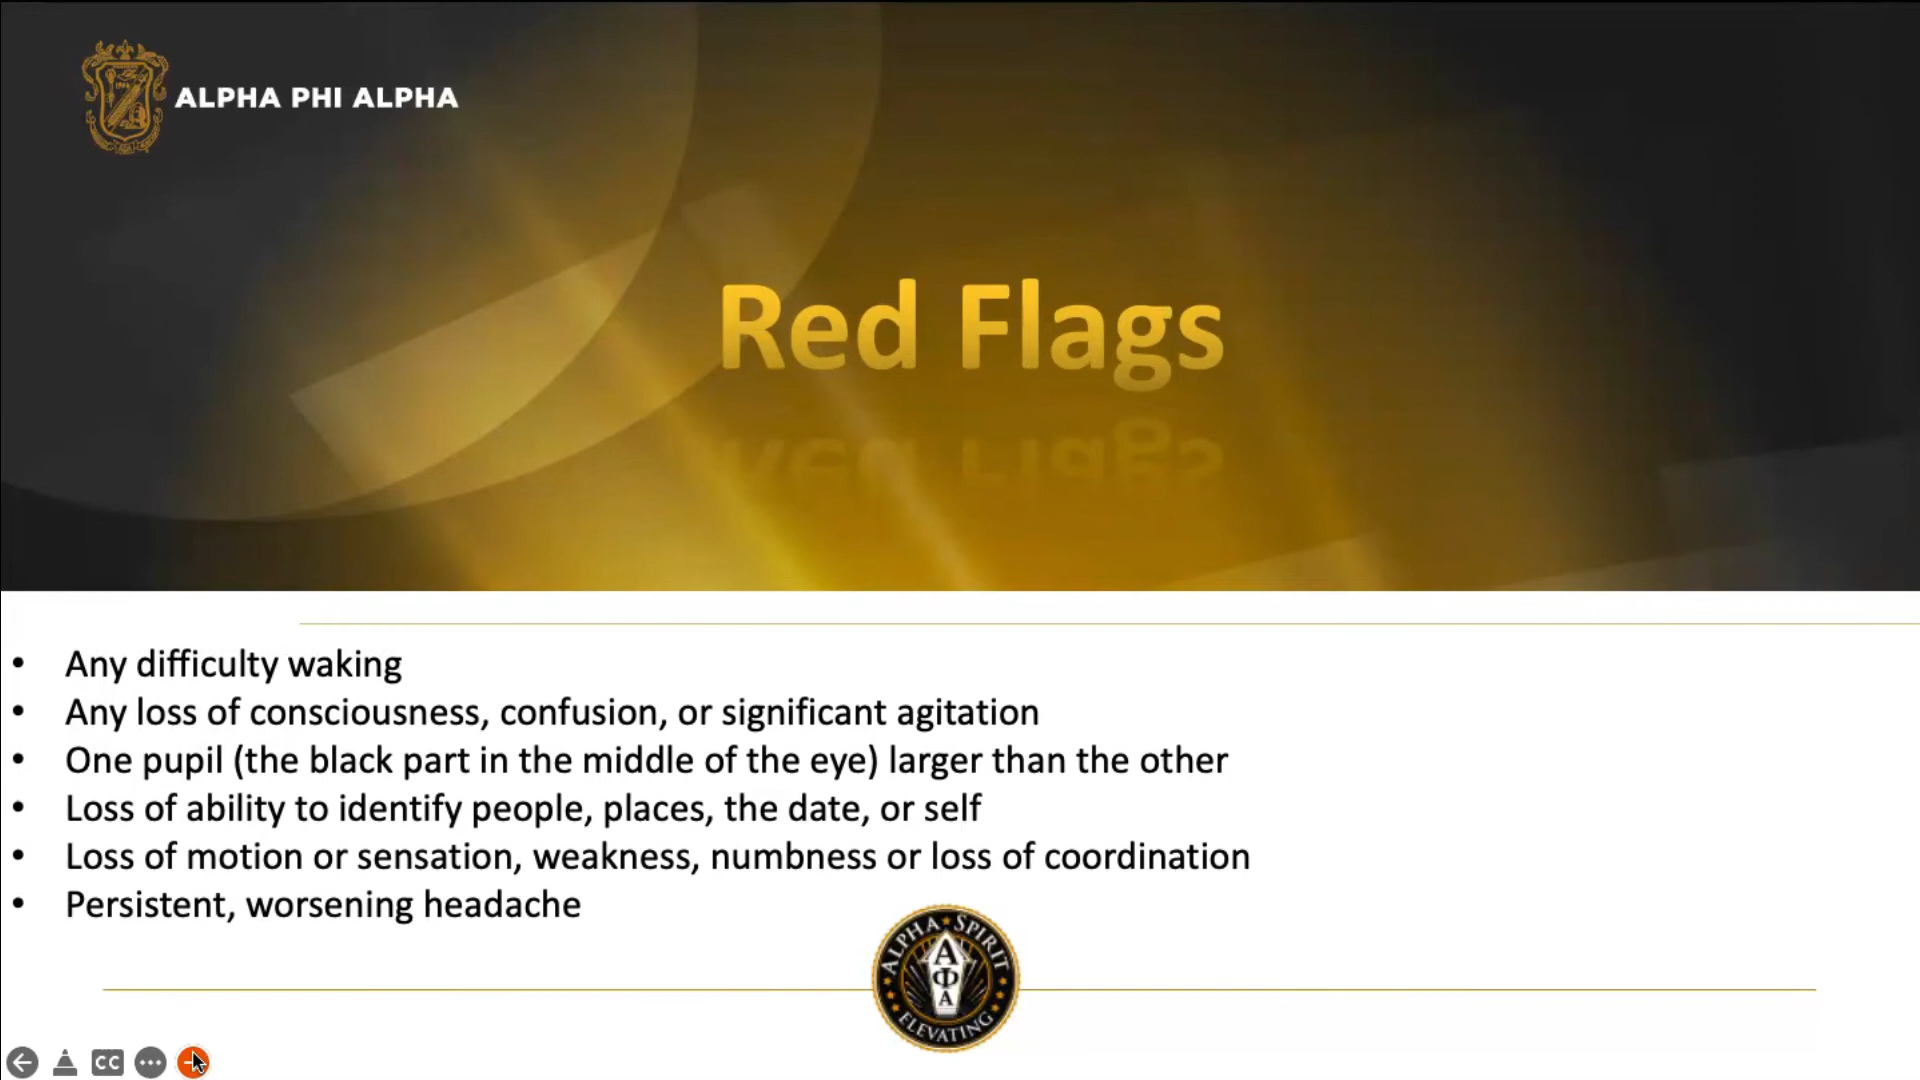 ALPHA PHI ALPHA
Red Flags
• Any difficulty waking
• Any loss of consciousness, confusion, or significant agitation
• One pupil (the black part in the middle of the eye) larger than the other
• Loss of ability to identify people, places, the date, or self
• Loss of motion or sensation, weakness, numbness or loss of coordination
• Persistent, worsening headache
ALPHA SPIRIT
Α
Φ
Α
ELEVATING
CC